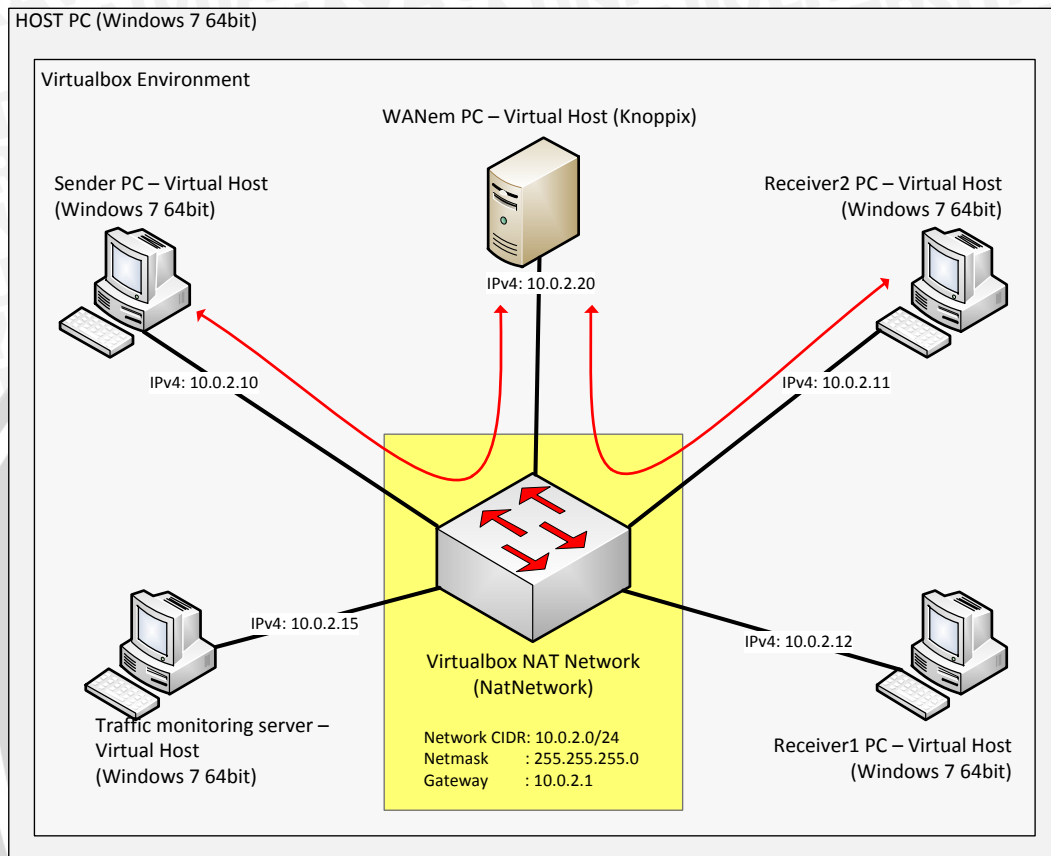 HOST PC (Windows 7 64bit)
Virtualbox Environment
WANem PC – Virtual Host (Knoppix)
Sender PC – Virtual Host
(Windows 7 64bit)
Receiver2 PC – Virtual Host
(Windows 7 64bit)
IPv4: 10.0.2.20
IPv4: 10.0.2.10
IPv4: 10.0.2.11
IPv4: 10.0.2.15
IPv4: 10.0.2.12
Virtualbox NAT Network
(NatNetwork)
Network CIDR: 10.0.2.0/24
Netmask : 255.255.255.0
Gateway : 10.0.2.1
Traffic monitoring server –
Virtual Host
(Windows 7 64bit)
Receiver1 PC – Virtual Host
(Windows 7 64bit)